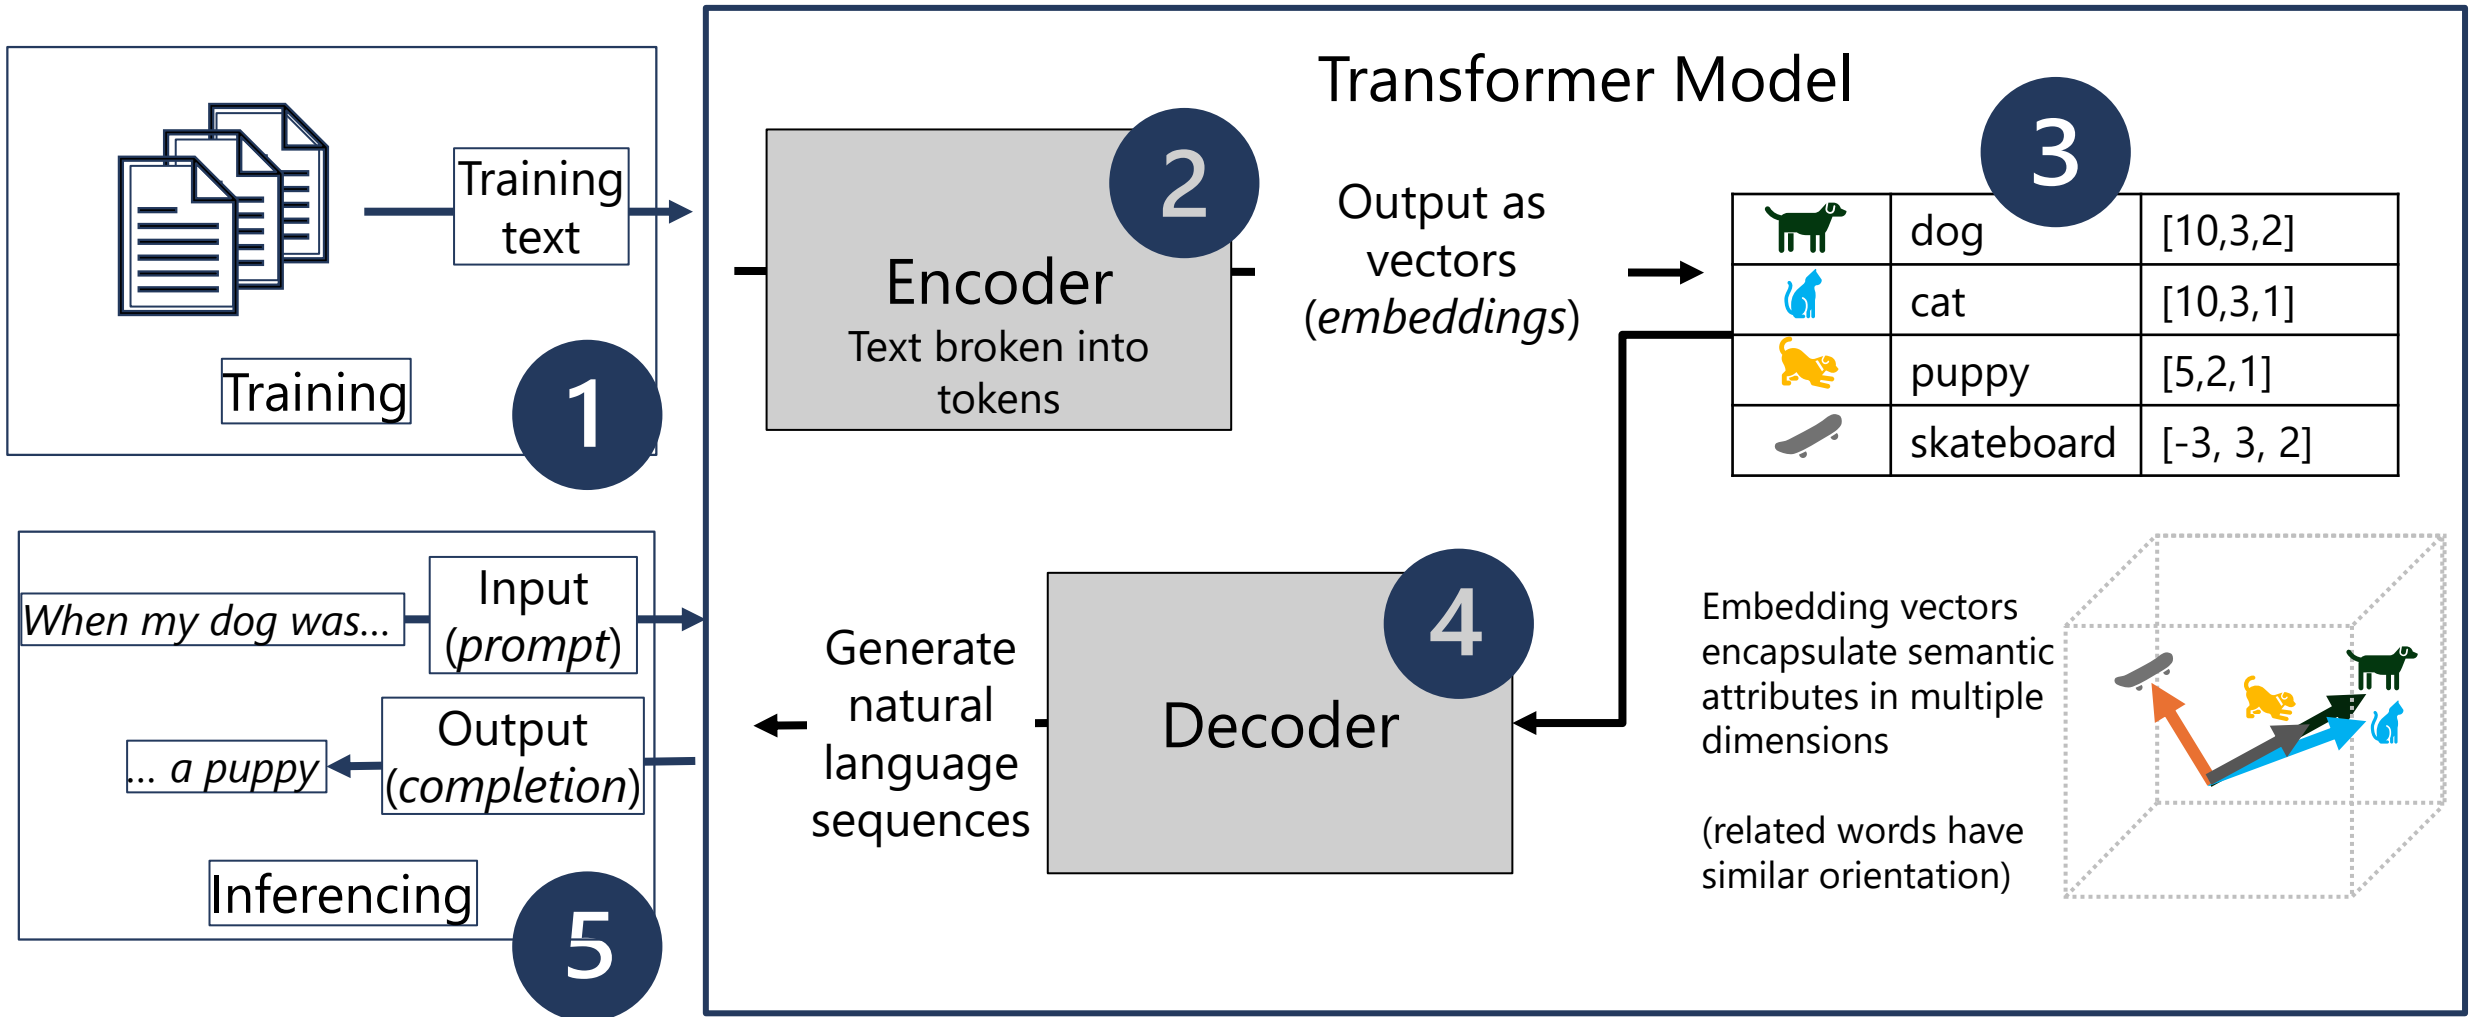 Transformer Model
Training
text
Training
1
Encoder
Text broken into
tokens
2
Output as
vectors
(embeddings)
3
dog [10,3,2]
cat [10,3,1]
puppy [5,2,1]
skateboard [-3, 3, 2]
Embedding vectors
encapsulate semantic
attributes in multiple
dimensions
(related words have
similar orientation)
Decoder
4
Generate
natural
language
sequences
When my dog was...
Input
(prompt)
Output
(completion)
... a puppy
Inferencing
5